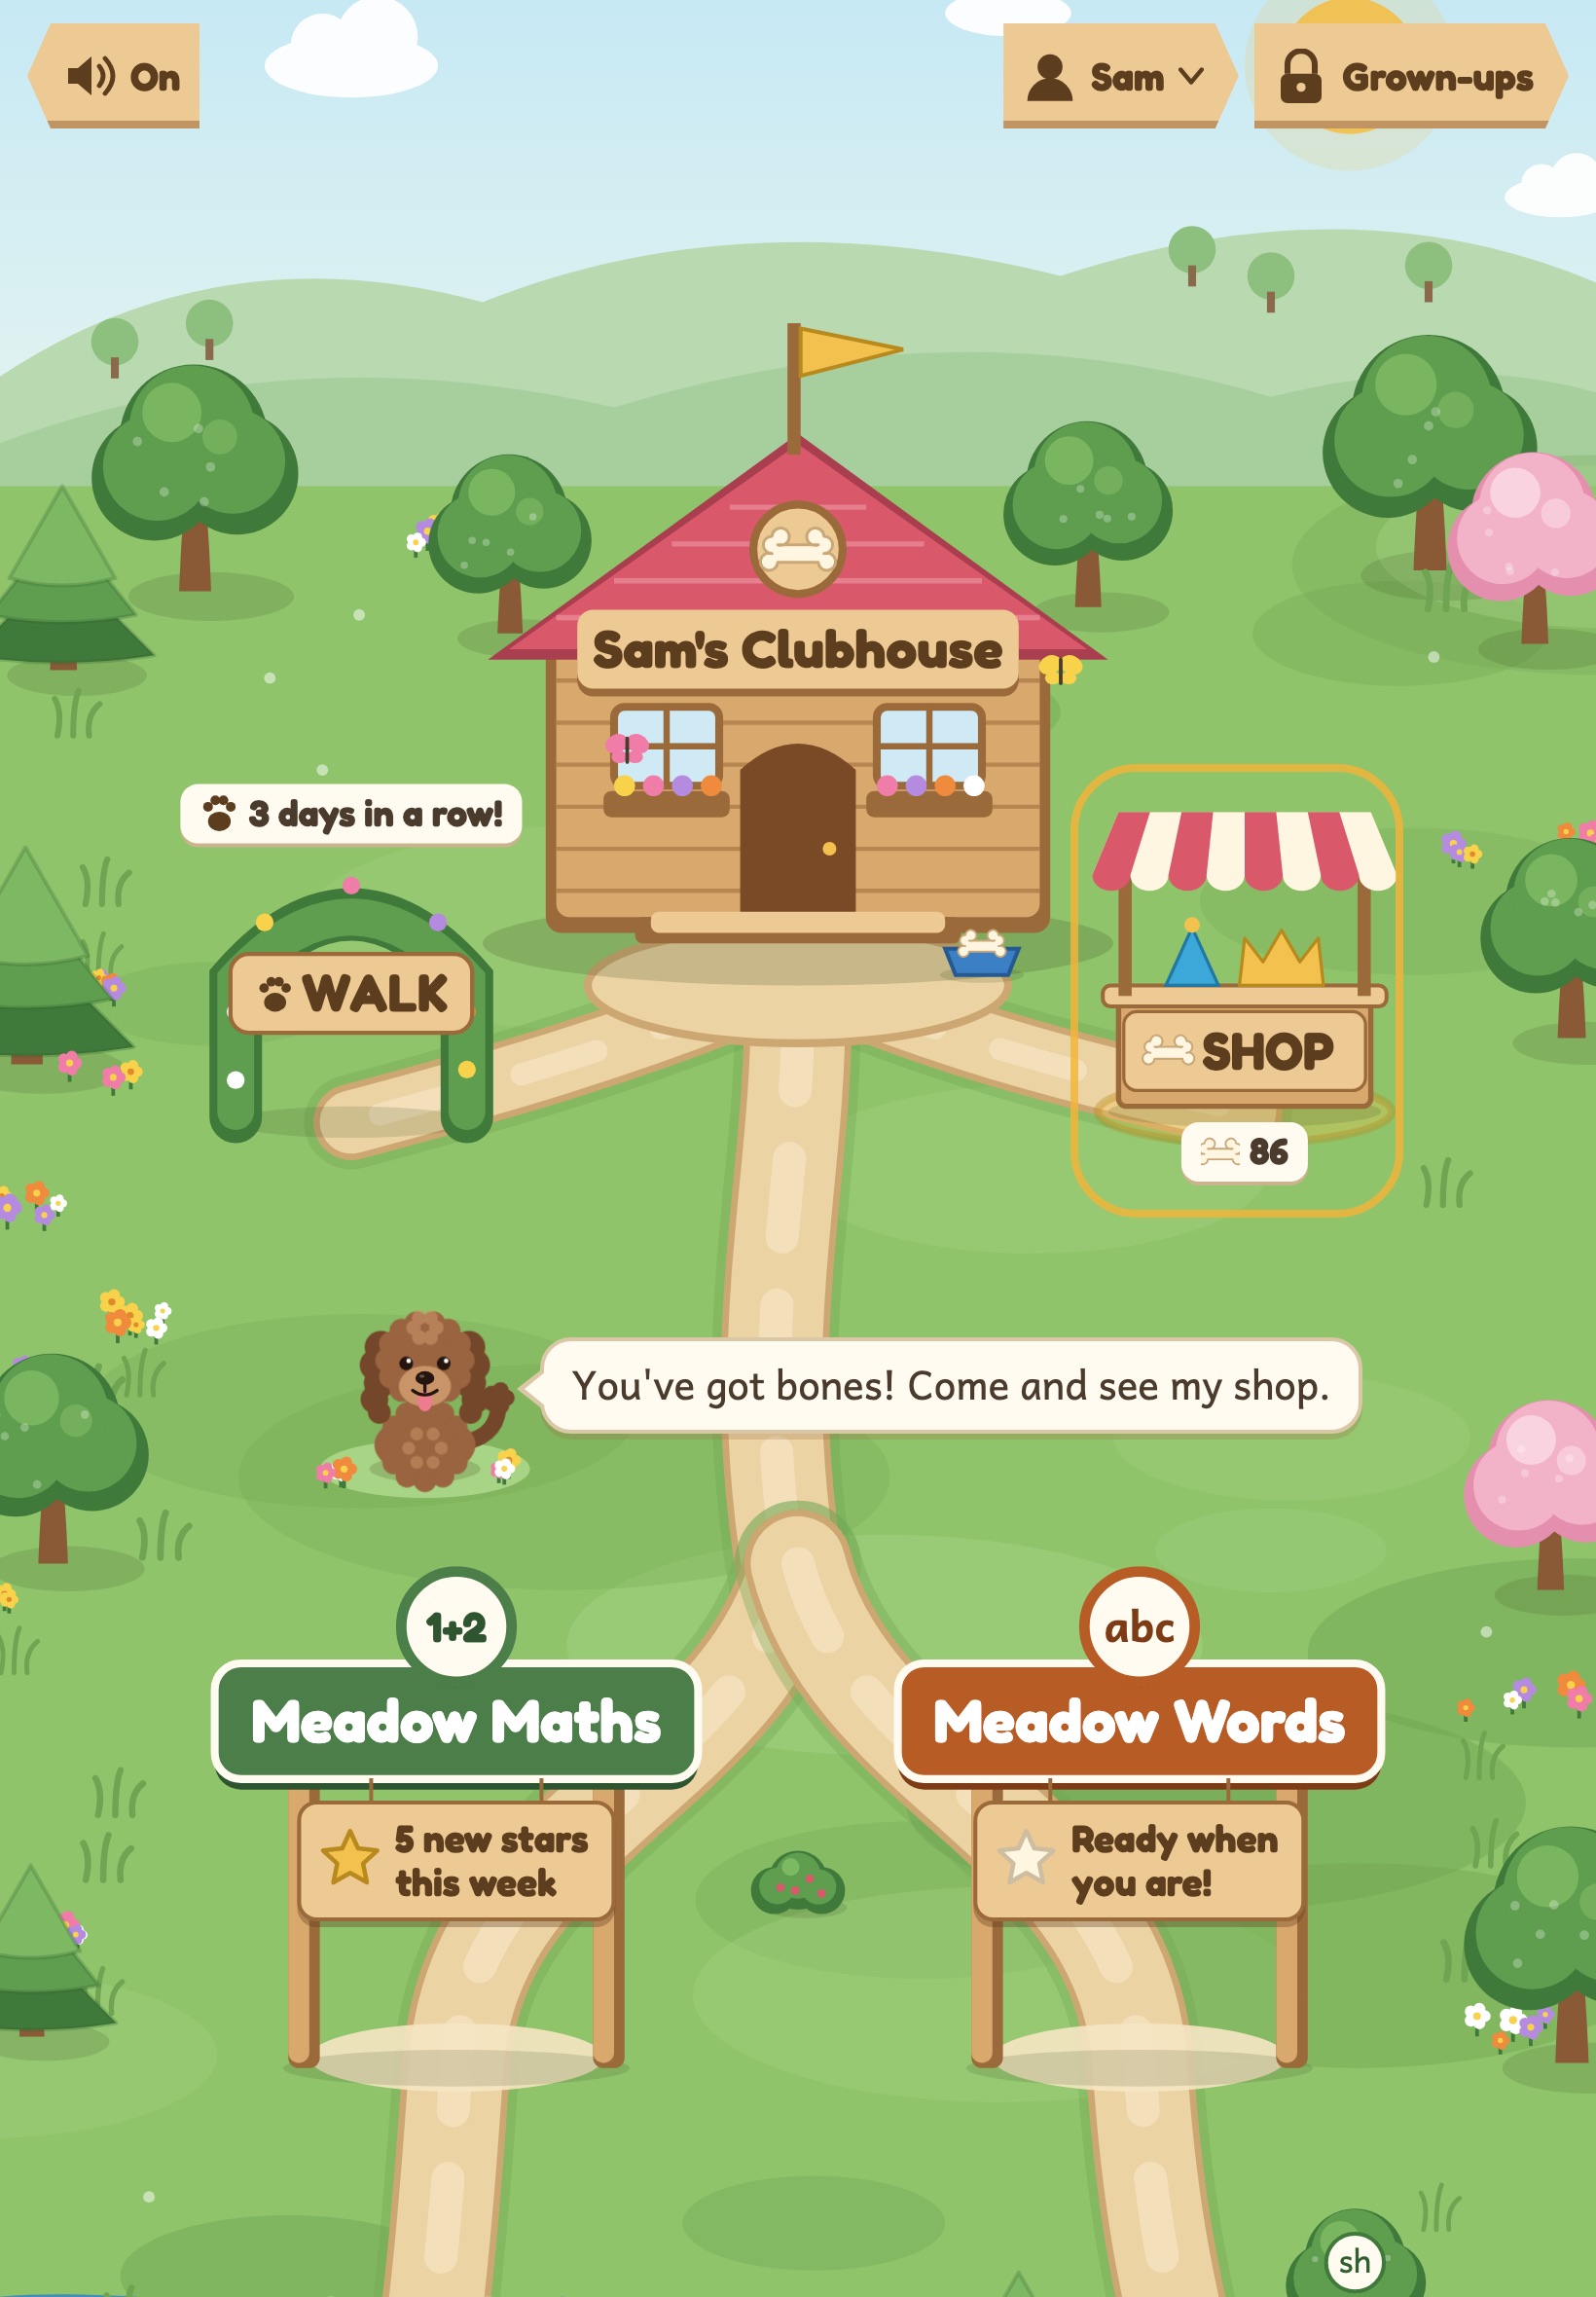 On
Sam
Grown-ups
Sam's Clubhouse
3 days in a row!
WALK
SHOP
86
You've got bones! Come and see my shop.
1+2
abc
Meadow Maths
Meadow Words
5 new stars
this week
Ready when
you are!
sh